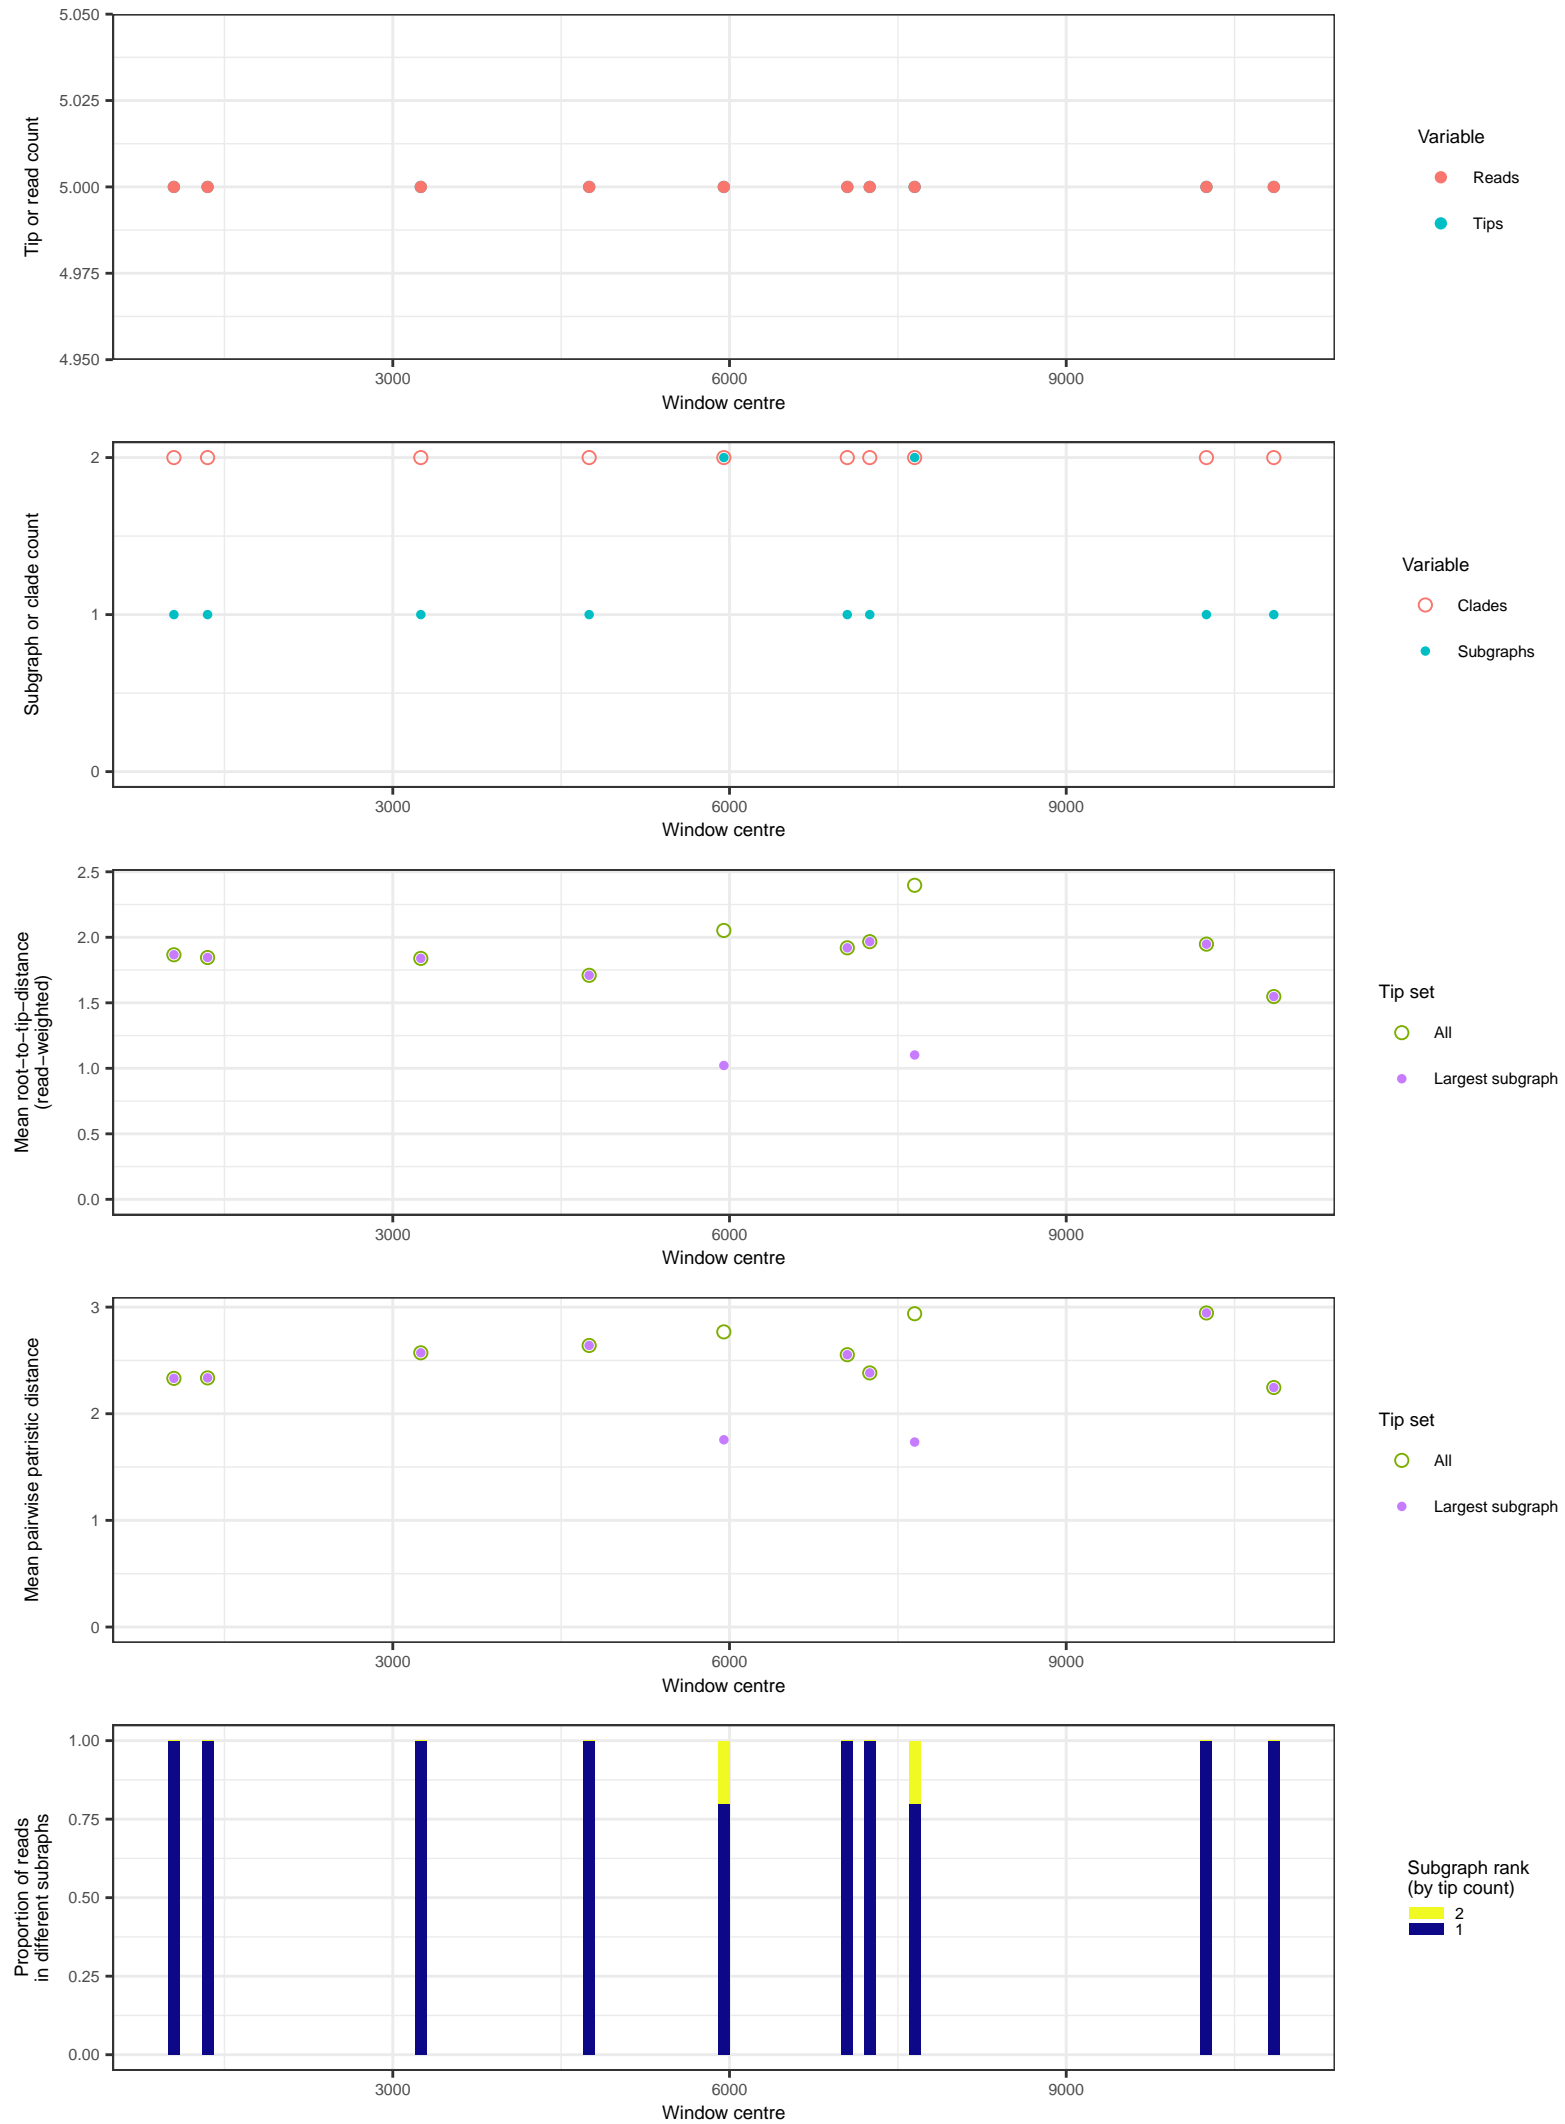 5.050
5.025
5.000
4.975
4.950
Tip or read count
3000
6000
9000
Window centre
Variable
Reads
Tips
2
1
0
Subgraph or clade count
3000
6000
9000
Window centre
Variable
Clades
Subgraphs
2.5
2.0
1.5
1.0
0.5
0.0
Mean root−to−tip−distance
(read−weighted)
3000
6000
9000
Window centre
Tip set
All
Largest subgraph
3
2
1
0
Mean pairwise patristic distance
3000
6000
9000
Window centre
Tip set
All
Largest subgraph
1.00
0.75
0.50
0.25
0.00
Proportion of reads
in different subraphs
3000
6000
9000
Window centre
Subgraph rank
(by tip count)
2
1